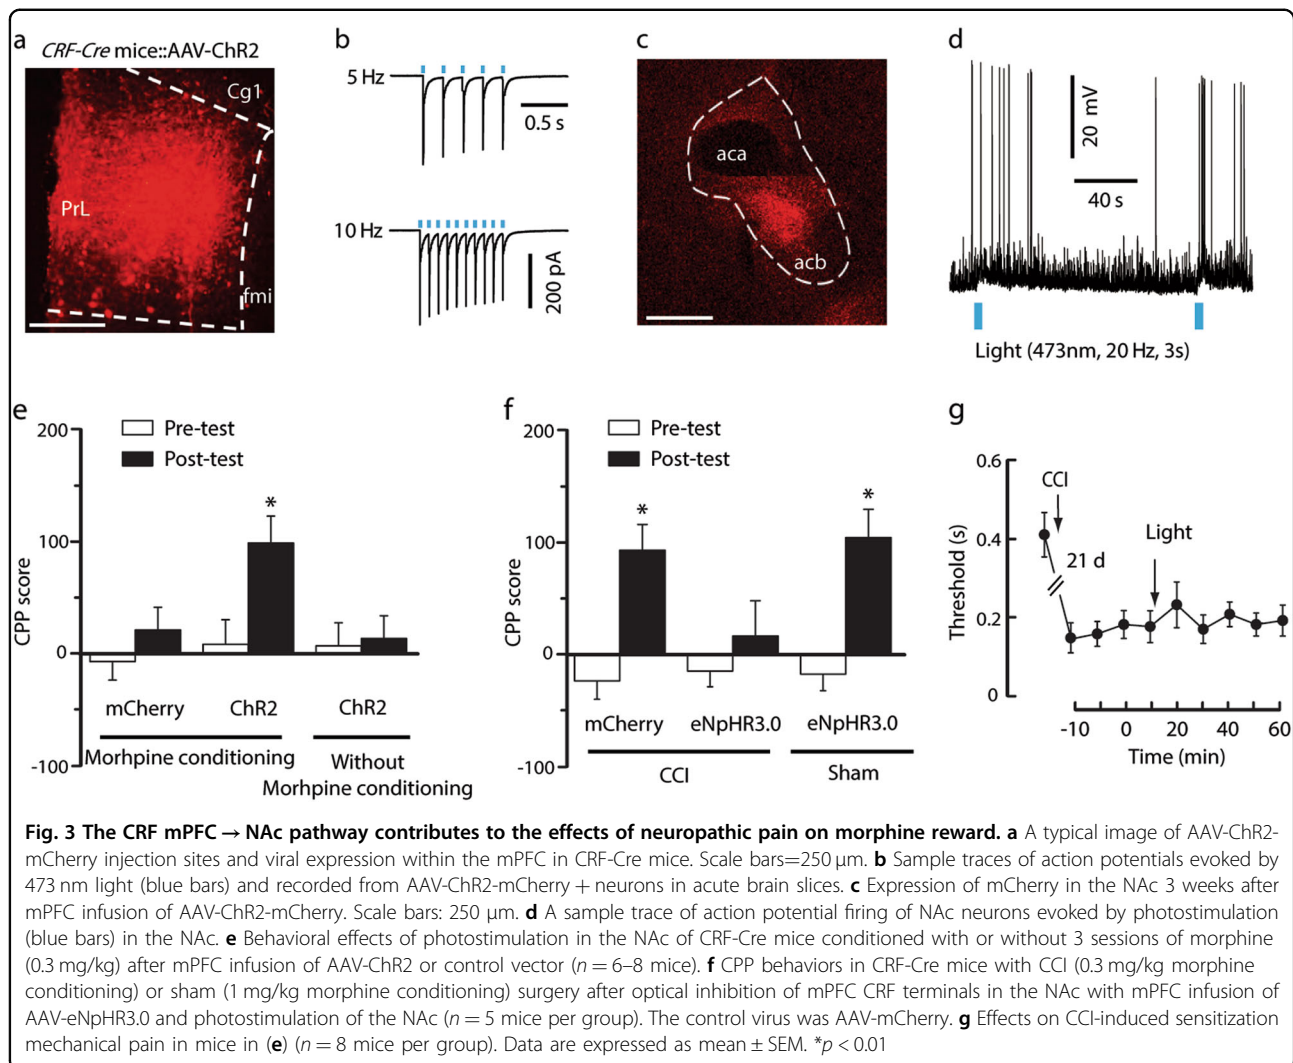 a
CRF-Cre mice::AAV-ChR2
Cg1
PrL
fmi
b
5 Hz
0.5 s
10 Hz
200 pA
c
aca
acb
d
20 mV
40 s
Light (473nm, 20 Hz, 3s)
e
Pre-test
Post-test
CPP score
200
100
0
-100
*
mCherry
ChR2
ChR2
Morhpine conditioning
Without
Morhpine conditioning
f
Pre-test
Post-test
CPP score
200
100
0
-100
*
*
mCherry
eNpHR3.0
eNpHR3.0
CCI
Sham
g
Threshold (s)
0.6
0.4
0.2
0
CCI
21 d
Light
-10 0 20 40 60
Time (min)
Fig. 3 The CRF mPFC → NAc pathway contributes to the effects of neuropathic pain on morphine reward. a A typical image of AAV-ChR2-
mCherry injection sites and viral expression within the mPFC in CRF-Cre mice. Scale bars=250 μm. b Sample traces of action potentials evoked by
473 nm light (blue bars) and recorded from AAV-ChR2-mCherry + neurons in acute brain slices. c Expression of mCherry in the NAc 3 weeks after
mPFC infusion of AAV-ChR2-mCherry. Scale bars: 250 μm. d A sample trace of action potential firing of NAc neurons evoked by photostimulation
(blue bars) in the NAc. e Behavioral effects of photostimulation in the NAc of CRF-Cre mice conditioned with or without 3 sessions of morphine
(0.3 mg/kg) after mPFC infusion of AAV-ChR2 or control vector (n = 6–8 mice). f CPP behaviors in CRF-Cre mice with CCI (0.3 mg/kg morphine
conditioning) or sham (1 mg/kg morphine conditioning) surgery after optical inhibition of mPFC CRF terminals in the NAc with mPFC infusion of
AAV-eNpHR3.0 and photostimulation of the NAc (n = 5 mice per group). The control virus was AAV-mCherry. g Effects on CCI-induced sensitization
mechanical pain in mice in (e) (n = 8 mice per group). Data are expressed as mean ± SEM. *p < 0.01